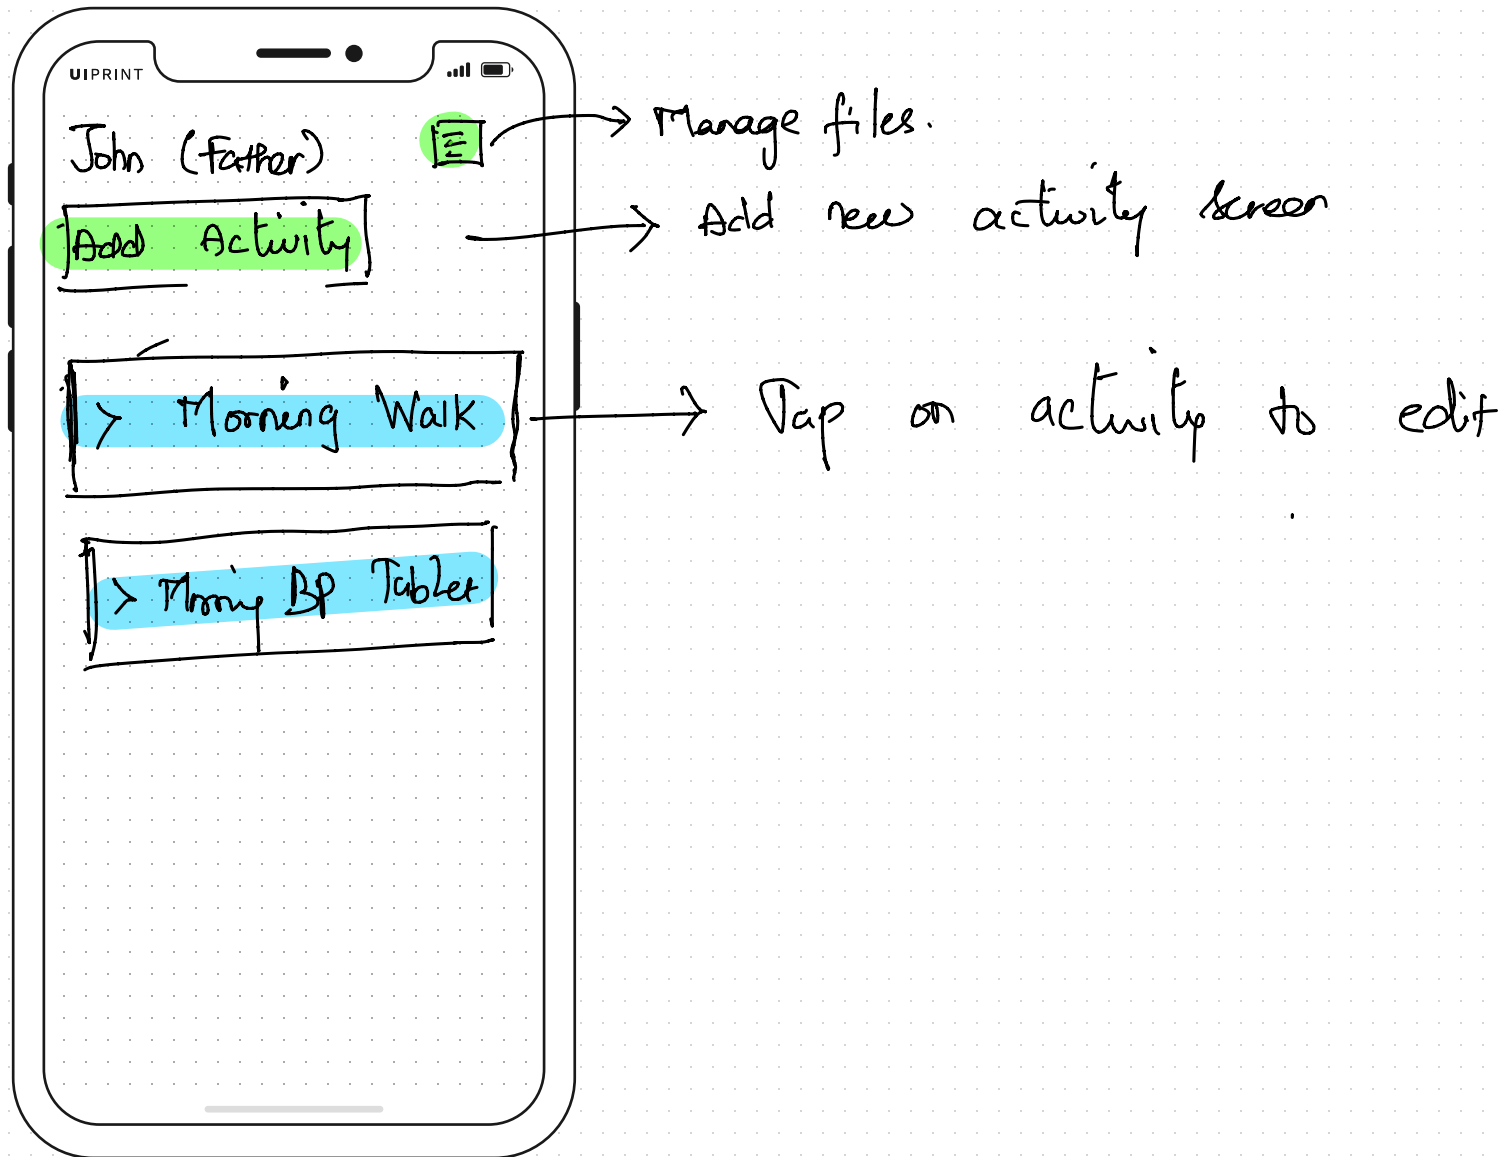 UIPRINT
John (Father)
Manage files.
Add Activity
Add new activity screen
> Morning Walk
Tap on activity to edit
> Morning BP Tablet